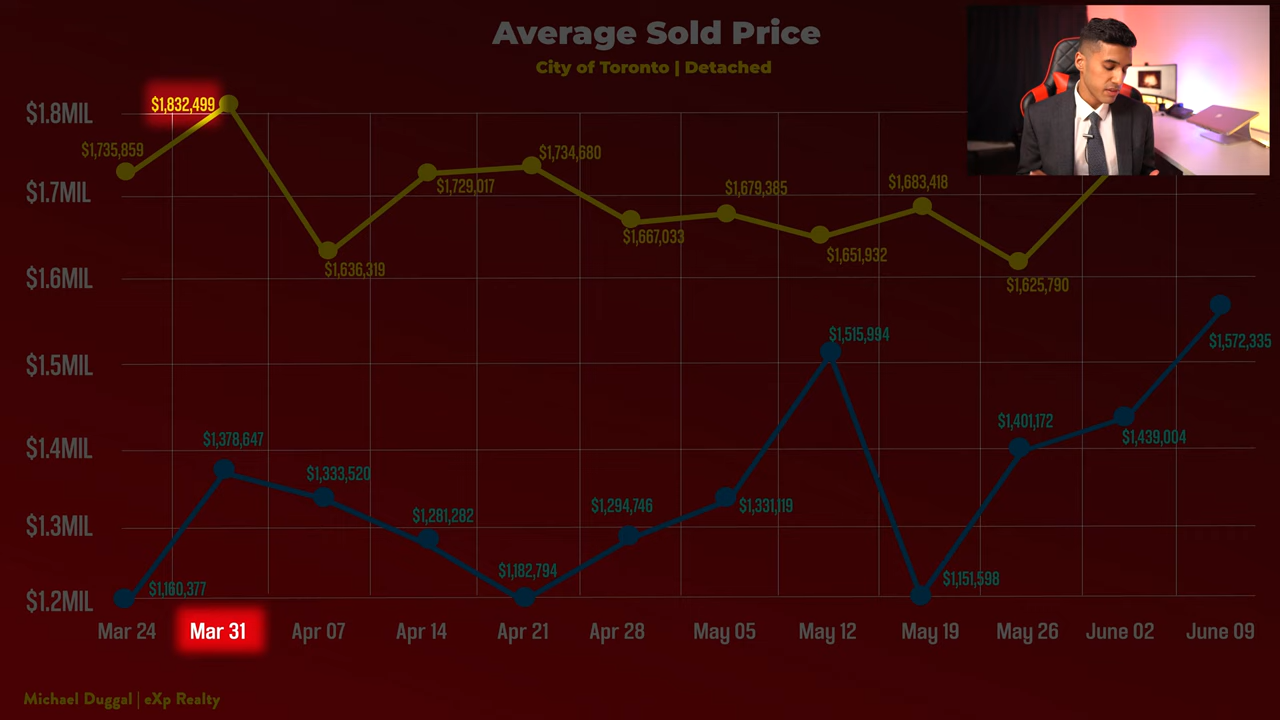 Average Sold Price
City of Toronto | Detached
$1.8MIL
$1,832,499
$1,735,859
$1,734,680
$1.7MIL
$1,729,017
$1,679,385
$1,683,418
$1,667,033
$1,651,932
$1.6MIL
$1,636,319
$1,625,790
$1.5MIL
$1,515,994
$1,572,335
$1.4MIL
$1,378,647
$1,401,172
$1,439,004
$1,333,520
$1.3MIL
$1,281,282
$1,294,746
$1,331,119
$1.2MIL
$1,160,377
$1,182,794
$1,151,598
Mar 24 Mar 31 Apr 07 Apr 14 Apr 21 Apr 28 May 05 May 12 May 19 May 26 June 02 June 09
Michael Duggal | eXp Realty